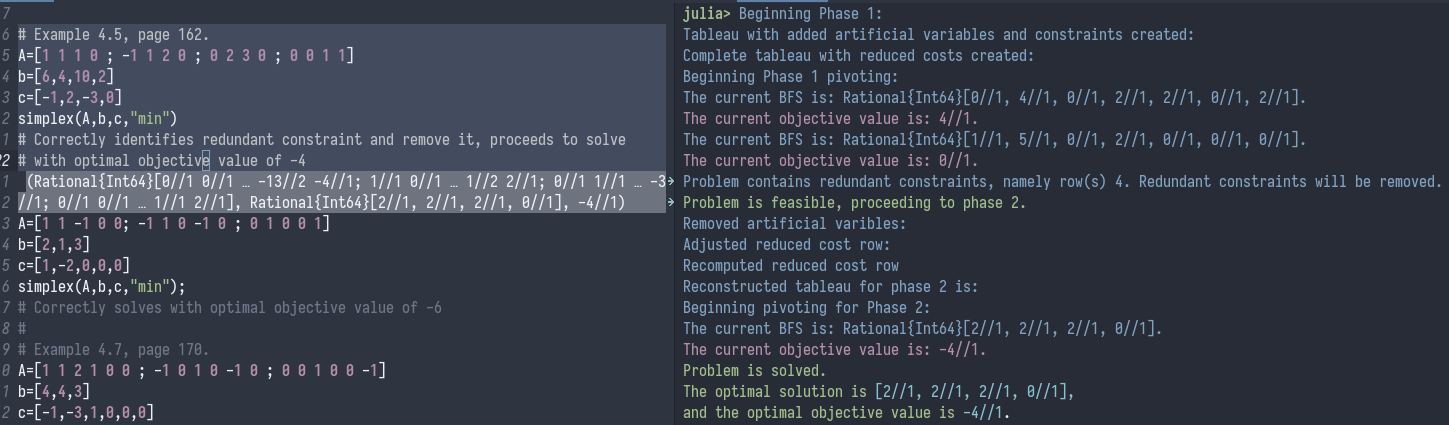 7
6 # Example 4.5, page 162.
5 A=[1 1 1 0 ; -1 1 2 0 ; 0 2 3 0 ; 0 0 1 1]
4 b=[6,4,10,2]
3 c=[-1,2,-3,0]
2 simplex(A,b,c,"min")
1 # Correctly identifies redundant constraint and remove it, proceeds to solve
22 # with optimal objective value of -4
1 (Rational{Int64}[0//1 0//1 … -13//2 -4//1; 1//1 0//1 … 1//2 2//1; 0//1 1//1 … -3
2 //1; 0//1 0//1 … 1//1 2//1], Rational{Int64}[2//1, 2//1, 2//1, 0//1], -4//1)
3 A=[1 1 -1 0 0; -1 1 0 -1 0 ; 0 1 0 0 1]
4 b=[2,1,3]
5 c=[1,-2,0,0,0]
6 simplex(A,b,c,"min");
7 # Correctly solves with optimal objective value of -6
8 #
9 # Example 4.7, page 170.
0 A=[1 1 2 1 0 0 ; -1 0 1 0 -1 0 ; 0 0 1 0 0 -1]
1 b=[4,4,3]
2 c=[-1,-3,1,0,0,0]
julia> Beginning Phase 1:
Tableau with added artificial variables and constraints created:
Complete tableau with reduced costs created:
Beginning Phase 1 pivoting:
The current BFS is: Rational{Int64}[0//1, 4//1, 0//1, 2//1, 2//1, 0//1, 2//1].
The current objective value is: 4//1.
The current BFS is: Rational{Int64}[1//1, 5//1, 0//1, 2//1, 0//1, 0//1, 0//1].
The current objective value is: 0//1.
Problem contains redundant constraints, namely row(s) 4. Redundant constraints will be removed.
Problem is feasible, proceeding to phase 2.
Removed artificial varibles:
Adjusted reduced cost row:
Recomputed reduced cost row
Reconstructed tableau for phase 2 is:
Beginning pivoting for Phase 2:
The current BFS is: Rational{Int64}[2//1, 2//1, 2//1, 0//1].
The current objective value is: -4//1.
Problem is solved.
The optimal solution is [2//1, 2//1, 2//1, 0//1],
and the optimal objective value is -4//1.